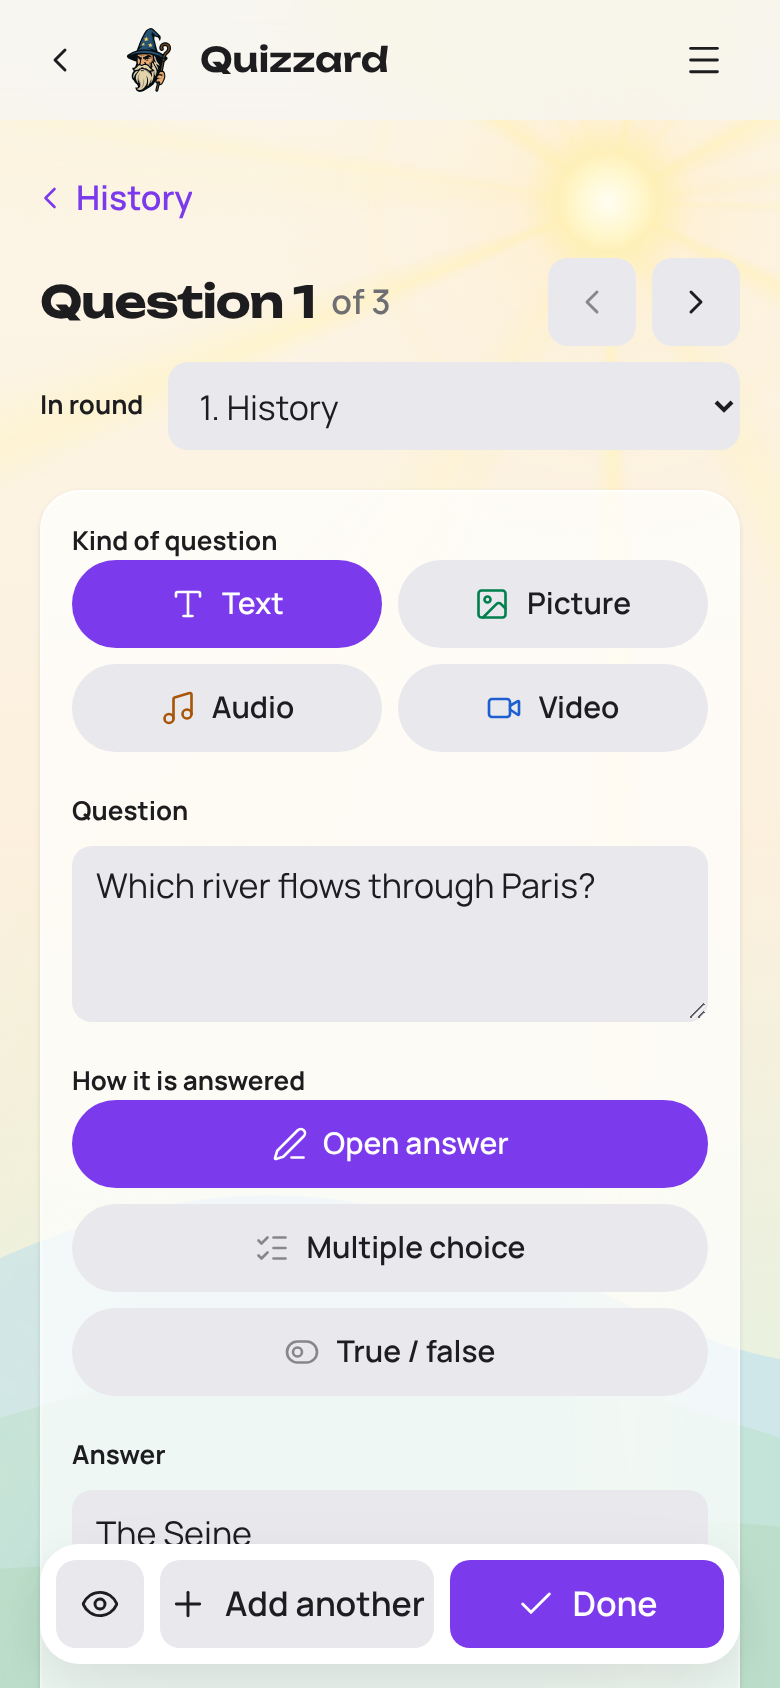 Quizzard
History
Question 1 of 3
In round
1. History
Kind of question
Text
Picture
Audio
Video
Question
Which river flows through Paris?
How it is answered
Open answer
Multiple choice
True / false
Answer
The Seine
Add another
Done